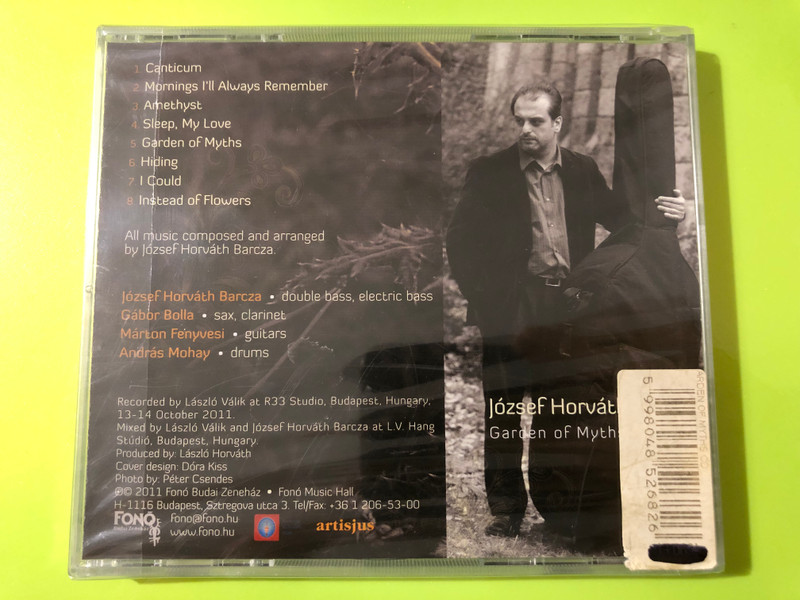 1. Canticum
2. Mornings I'll Always Remember
3. Amethyst
4. Sleep, My Love
5. Garden of Myths
6. Hiding
7. I Could
8. Instead of Flowers
All music composed and arranged
by József Horváth Barcza.
József Horváth Barcza • double bass, electric bass
Gábor Bolla • sax, clarinet
Márton Fenyvesi • guitars
András Mohay • drums
Recorded by László Válik at R33 Studio, Budapest, Hungary,
13-14 October 2011.
Mixed by László Válik and József Horváth Barcza at L.V. Hang
Stúdió, Budapest, Hungary.
Produced by: László Horváth
Cover design: Dóra Kiss
Photo by: Péter Csendes
℗© 2011 Fonó Budai Zeneház • Fonó Music Hall
H-1116 Budapest, Sztregova utca 3. Tel/Fax: +36 1 206-53-00
FONÓ
fono@fono.hu
www.fono.hu
artisjus
József Horvát
Garden of Myths
ARDEN OF MYTHS CD
5 998048 526826